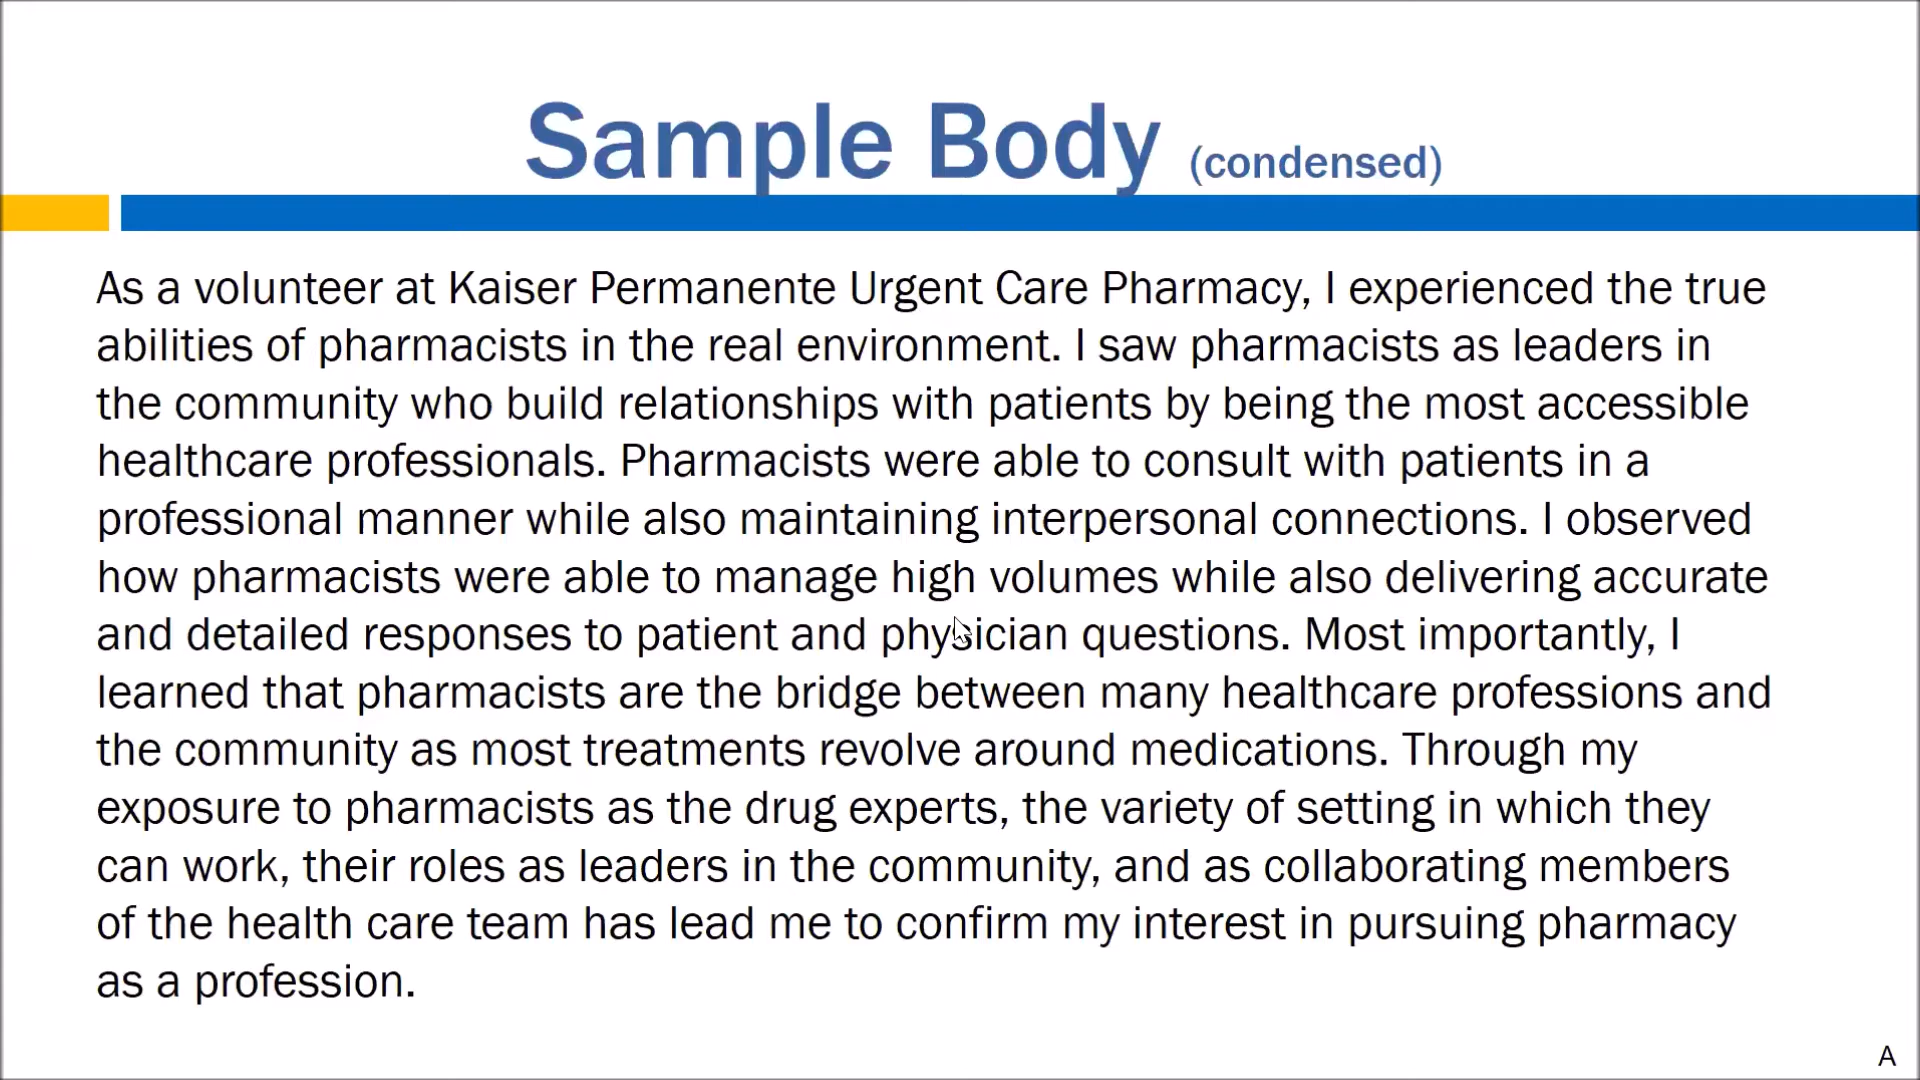 Sample Body (condensed)
As a volunteer at Kaiser Permanente Urgent Care Pharmacy, I experienced the true
abilities of pharmacists in the real environment. I saw pharmacists as leaders in
the community who build relationships with patients by being the most accessible
healthcare professionals. Pharmacists were able to consult with patients in a
professional manner while also maintaining interpersonal connections. I observed
how pharmacists were able to manage high volumes while also delivering accurate
and detailed responses to patient and physician questions. Most importantly, I
learned that pharmacists are the bridge between many healthcare professions and
the community as most treatments revolve around medications. Through my
exposure to pharmacists as the drug experts, the variety of setting in which they
can work, their roles as leaders in the community, and as collaborating members
of the health care team has lead me to confirm my interest in pursuing pharmacy
as a profession.
A